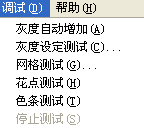 调试(D) 帮助(H)
灰度自动增加(A)
灰度设定测试(C)...
网格测试(G)...
花点测试(H)
色条测试(T)
停止测试(S)